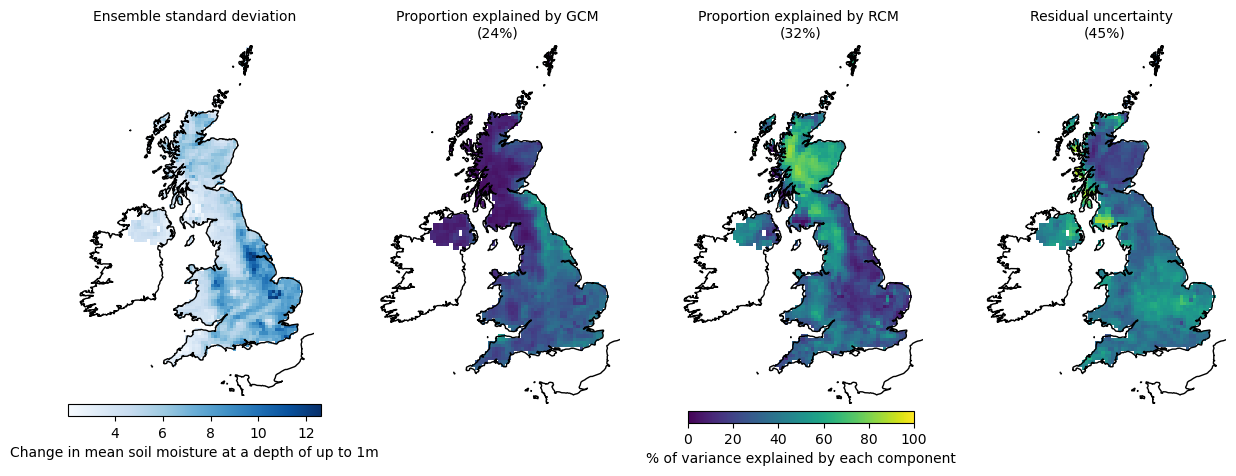 Ensemble standard deviation
Proportion explained by GCM
(24%)
Proportion explained by RCM
(32%)
Residual uncertainty
(45%)
4 6 8 10 12
Change in mean soil moisture at a depth of up to 1m
0 20 40 60 80 100
% of variance explained by each component